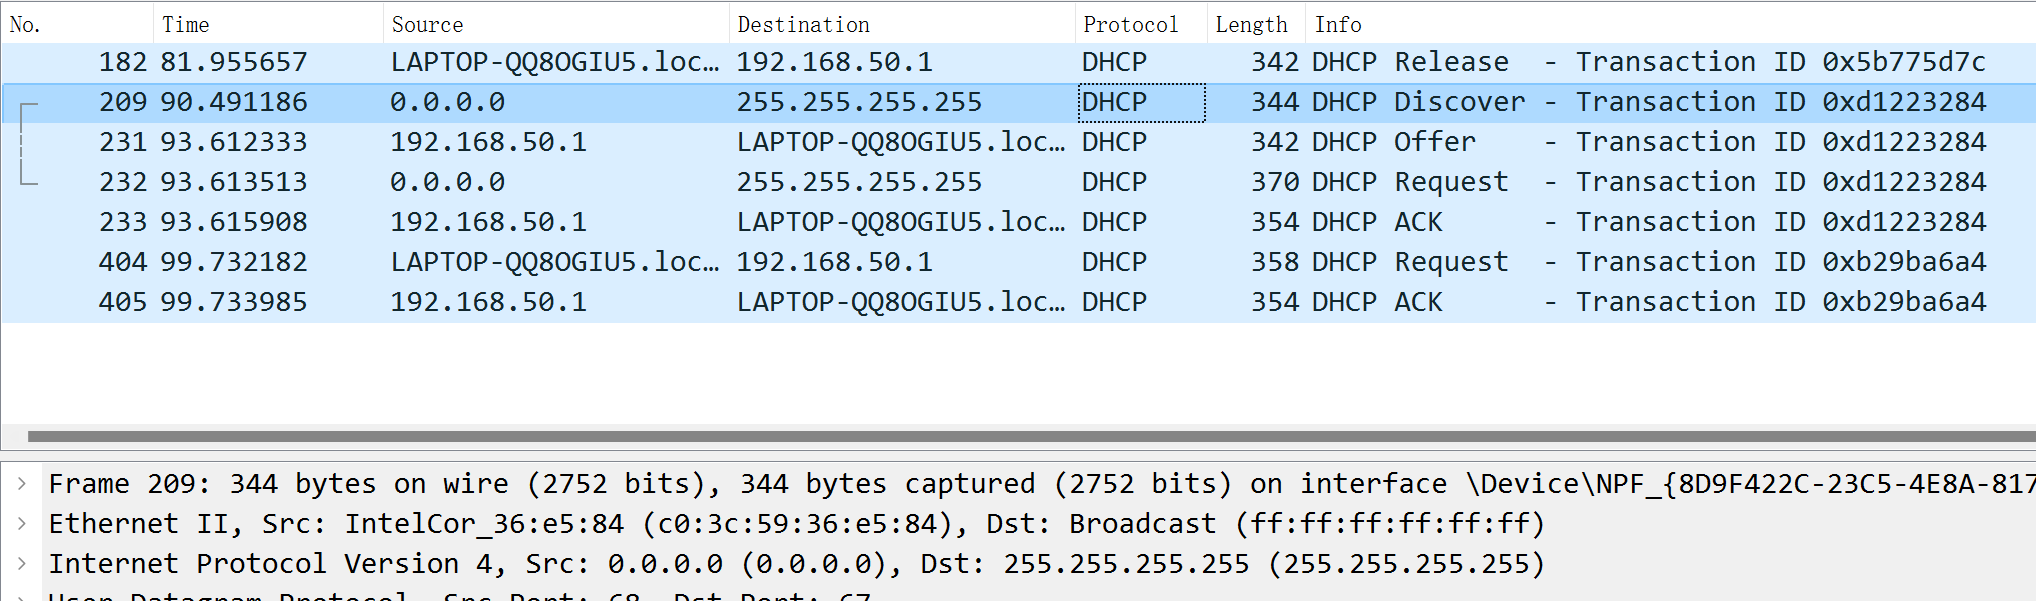 No. Time Source Destination Protocol Length Info
182 81.955657 LAPTOP-QQ8OGIU5.loc… 192.168.50.1 DHCP 342 DHCP Release - Transaction ID 0x5b775d7c
209 90.491186 0.0.0.0 255.255.255.255 DHCP 344 DHCP Discover - Transaction ID 0xd1223284
231 93.612333 192.168.50.1 LAPTOP-QQ8OGIU5.loc… DHCP 342 DHCP Offer - Transaction ID 0xd1223284
232 93.613513 0.0.0.0 255.255.255.255 DHCP 370 DHCP Request - Transaction ID 0xd1223284
233 93.615908 192.168.50.1 LAPTOP-QQ8OGIU5.loc… DHCP 354 DHCP ACK - Transaction ID 0xd1223284
404 99.732182 LAPTOP-QQ8OGIU5.loc… 192.168.50.1 DHCP 358 DHCP Request - Transaction ID 0xb29ba6a4
405 99.733985 192.168.50.1 LAPTOP-QQ8OGIU5.loc… DHCP 354 DHCP ACK - Transaction ID 0xb29ba6a4
Frame 209: 344 bytes on wire (2752 bits), 344 bytes captured (2752 bits) on interface \Device\NPF_{8D9F422C-23C5-4E8A-817
Ethernet II, Src: IntelCor_36:e5:84 (c0:3c:59:36:e5:84), Dst: Broadcast (ff:ff:ff:ff:ff:ff)
Internet Protocol Version 4, Src: 0.0.0.0 (0.0.0.0), Dst: 255.255.255.255 (255.255.255.255)
User Datagram Protocol, Src Port: 68, Dst Port: 67